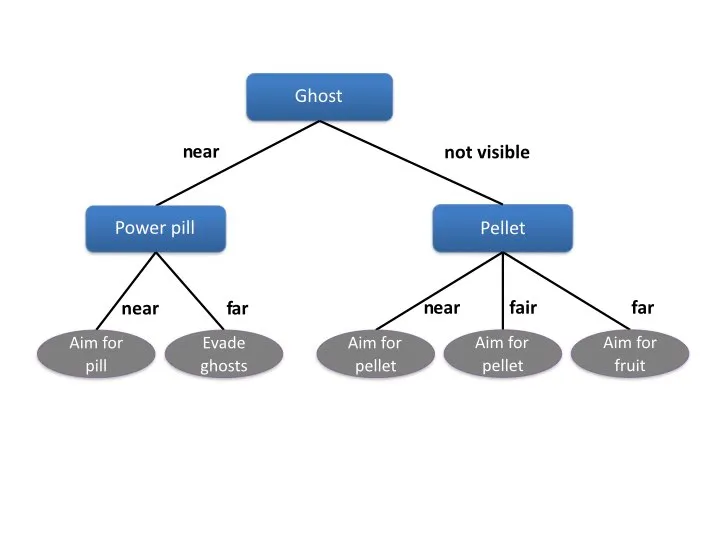 Ghost
near
not visible
Power pill
Pellet
near
far
near
fair
far
Aim for
pill
Evade
ghosts
Aim for
pellet
Aim for
pellet
Aim for
fruit